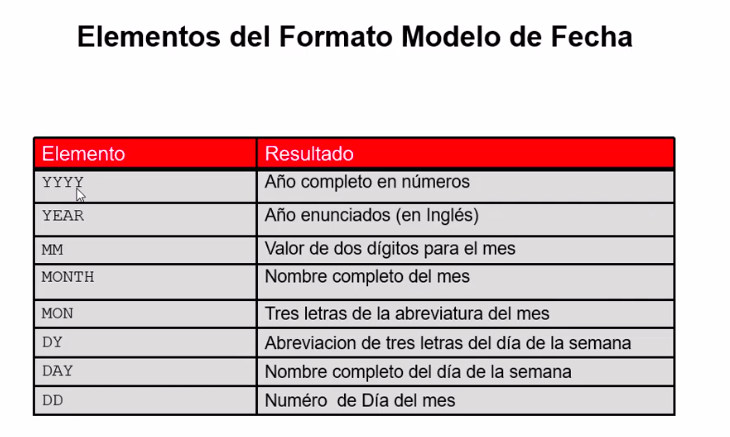 Elementos del Formato Modelo de Fecha
Elemento Resultado
YYYY Año completo en números
YEAR Año enunciados (en Inglés)
MM Valor de dos dígitos para el mes
MONTH Nombre completo del mes
MON Tres letras de la abreviatura del mes
DY Abreviacion de tres letras del día de la semana
DAY Nombre completo del día de la semana
DD Numéro de Día del mes